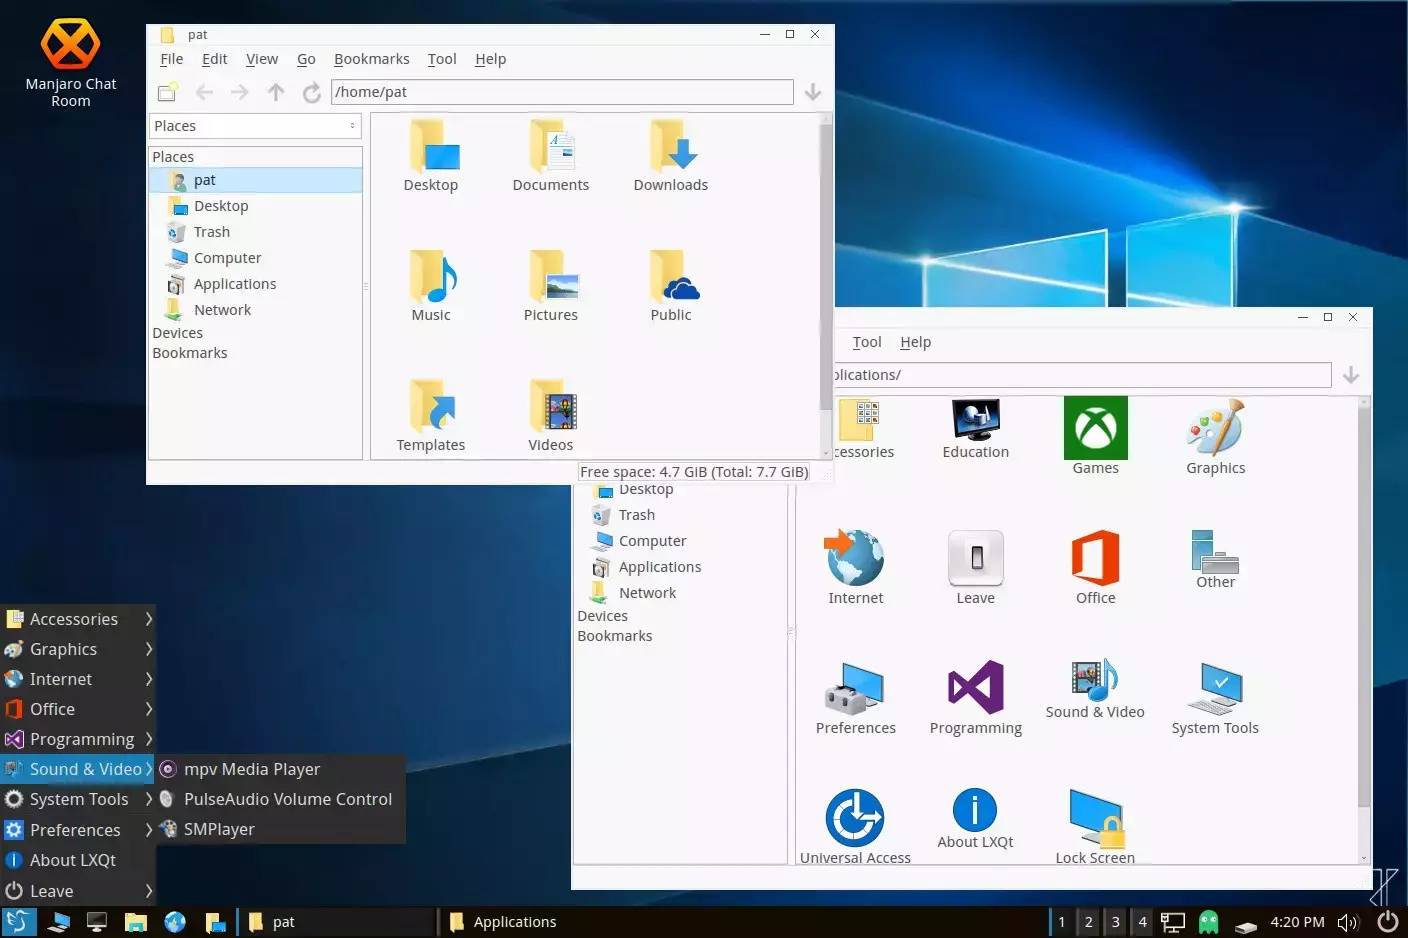 Manjaro Chat
Room
pat
File Edit View Go Bookmarks Tool Help
/home/pat
Places
Places
pat
Desktop
Trash
Computer
Applications
Network
Devices
Bookmarks
Desktop Documents Downloads
Music Pictures Public
Templates Videos
Free space: 4.7 GiB (Total: 7.7 GiB)
Tool Help
plications/
Desktop
Trash
Computer
Applications
Network
Devices
Bookmarks
cessories Education Games Graphics
Internet Leave Office Other
Preferences Programming Sound & Video System Tools
Universal Access About LXQt Lock Screen
Accessories
Graphics
Internet
Office
Programming
Sound & Video
System Tools
Preferences
About LXQt
Leave
mpv Media Player
PulseAudio Volume Control
SMPlayer
pat Applications 1 2 3 4 4:20 PM